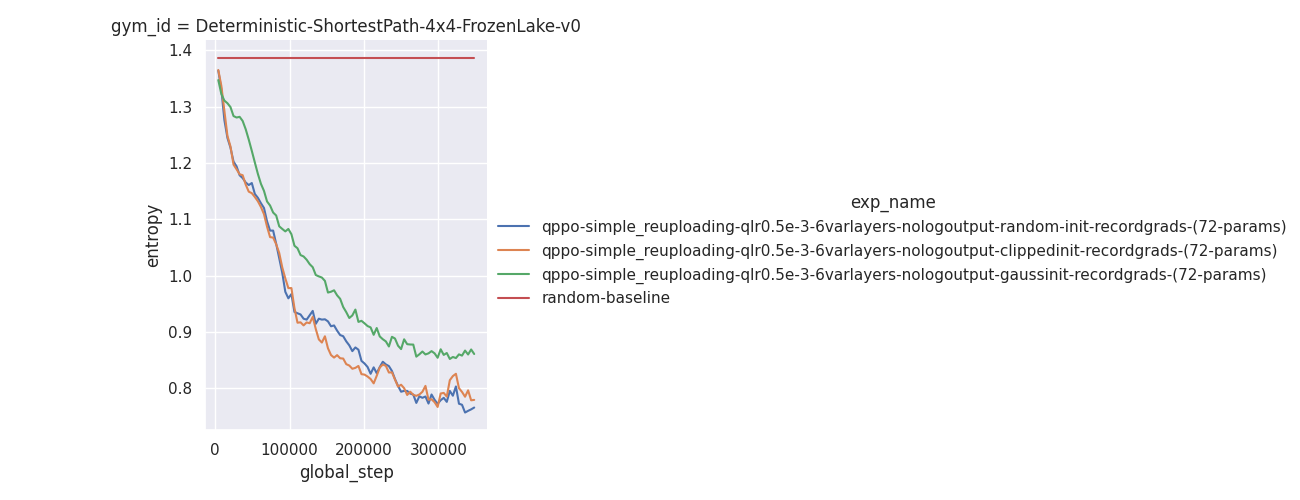 gym_id = Deterministic-ShortestPath-4x4-FrozenLake-v0
1.4
1.3
1.2
1.1
1.0
0.9
0.8
entropy
0 100000 200000 300000
global_step
exp_name
qppo-simple_reuploading-qlr0.5e-3-6varlayers-nologoutput-random-init-recordgrads-(72-params)
qppo-simple_reuploading-qlr0.5e-3-6varlayers-nologoutput-clippedinit-recordgrads-(72-params)
qppo-simple_reuploading-qlr0.5e-3-6varlayers-nologoutput-gaussinit-recordgrads-(72-params)
random-baseline